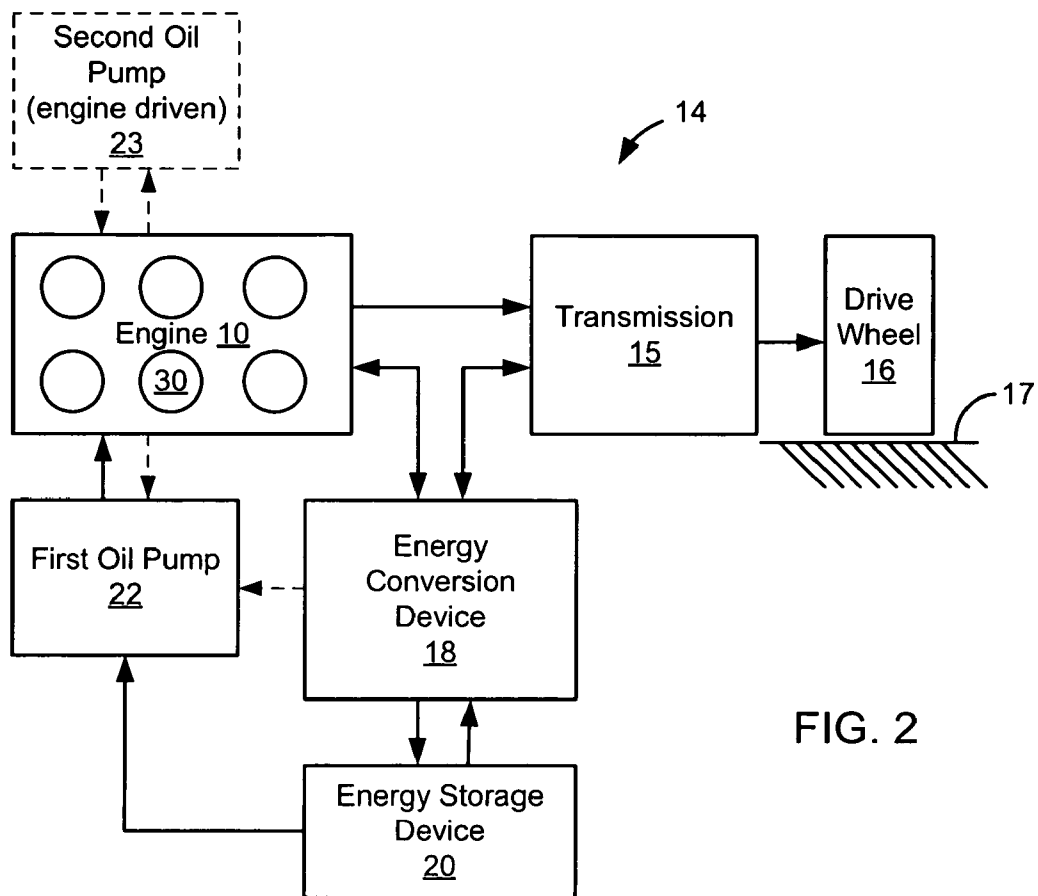 Second Oil
Pump
(engine driven)
23
14
Engine 10
30
Transmission
15
Drive
Wheel
16
17
First Oil Pump
22
Energy
Conversion
Device
18
FIG. 2
Energy Storage
Device
20